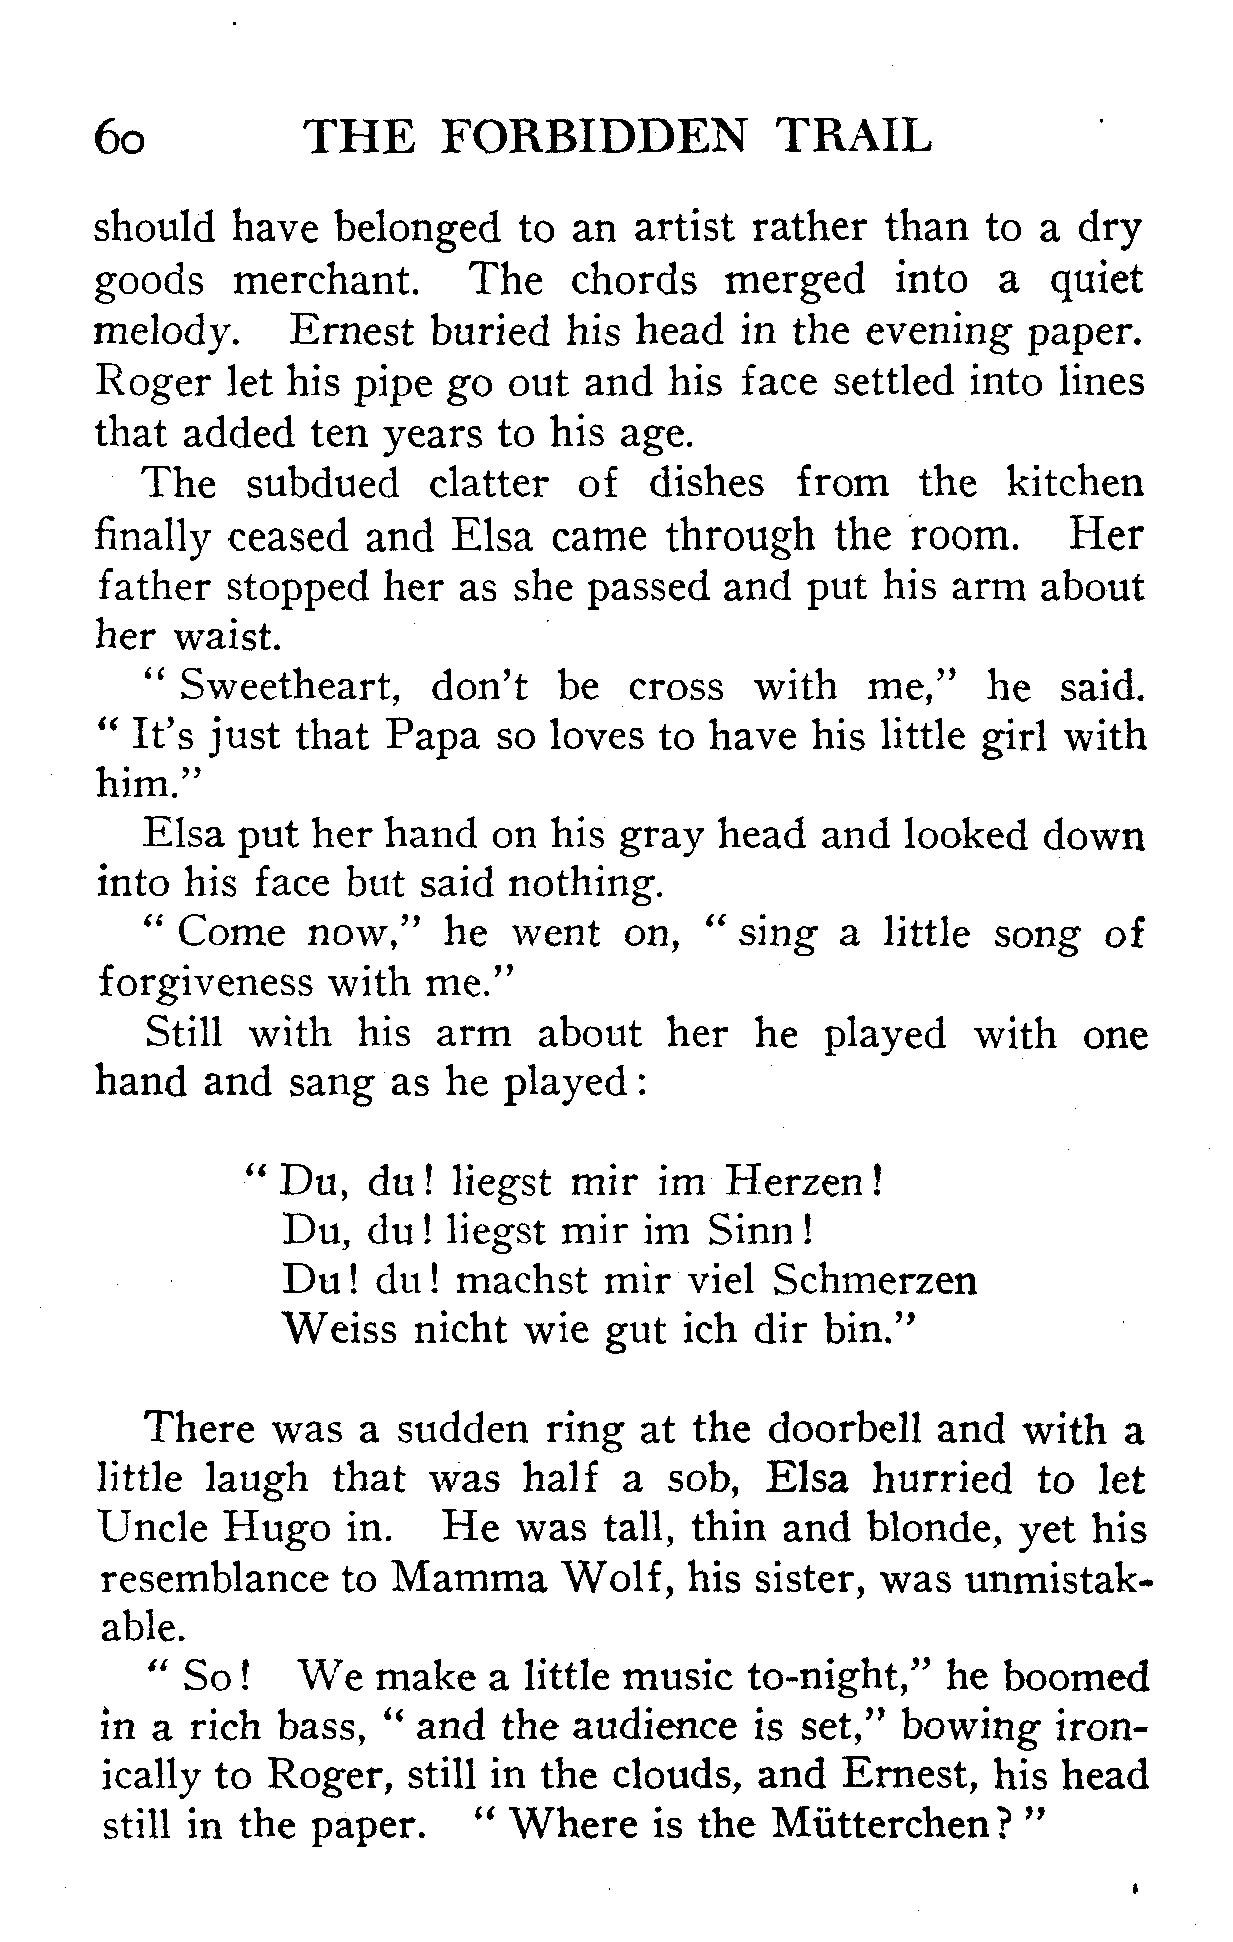 60 THE FORBIDDEN TRAIL
should have belonged to an artist rather than to a dry
goods merchant. The chords merged into a quiet
melody. Ernest buried his head in the evening paper.
Roger let his pipe go out and his face settled into lines
that added ten years to his age.
The subdued clatter of dishes from the kitchen
finally ceased and Elsa came through the room. Her
father stopped her as she passed and put his arm about
her waist.
" Sweetheart, don't be cross with me," he said.
" It's just that Papa so loves to have his little girl with
him."
Elsa put her hand on his gray head and looked down
into his face but said nothing.
" Come now," he went on, " sing a little song of
forgiveness with me."
Still with his arm about her he played with one
hand and sang as he played :
" Du, du ! liegst mir im Herzen !
Du, du ! liegst mir im Sinn !
Du ! du ! machst mir viel Schmerzen
Weiss nicht wie gut ich dir bin."
There was a sudden ring at the doorbell and with a
little laugh that was half a sob, Elsa hurried to let
Uncle Hugo in. He was tall, thin and blonde, yet his
resemblance to Mamma Wolf, his sister, was unmistak-
able.
" So ! We make a little music to-night," he boomed
in a rich bass, " and the audience is set," bowing iron-
ically to Roger, still in the clouds, and Ernest, his head
still in the paper. " Where is the Mütterchen ? "